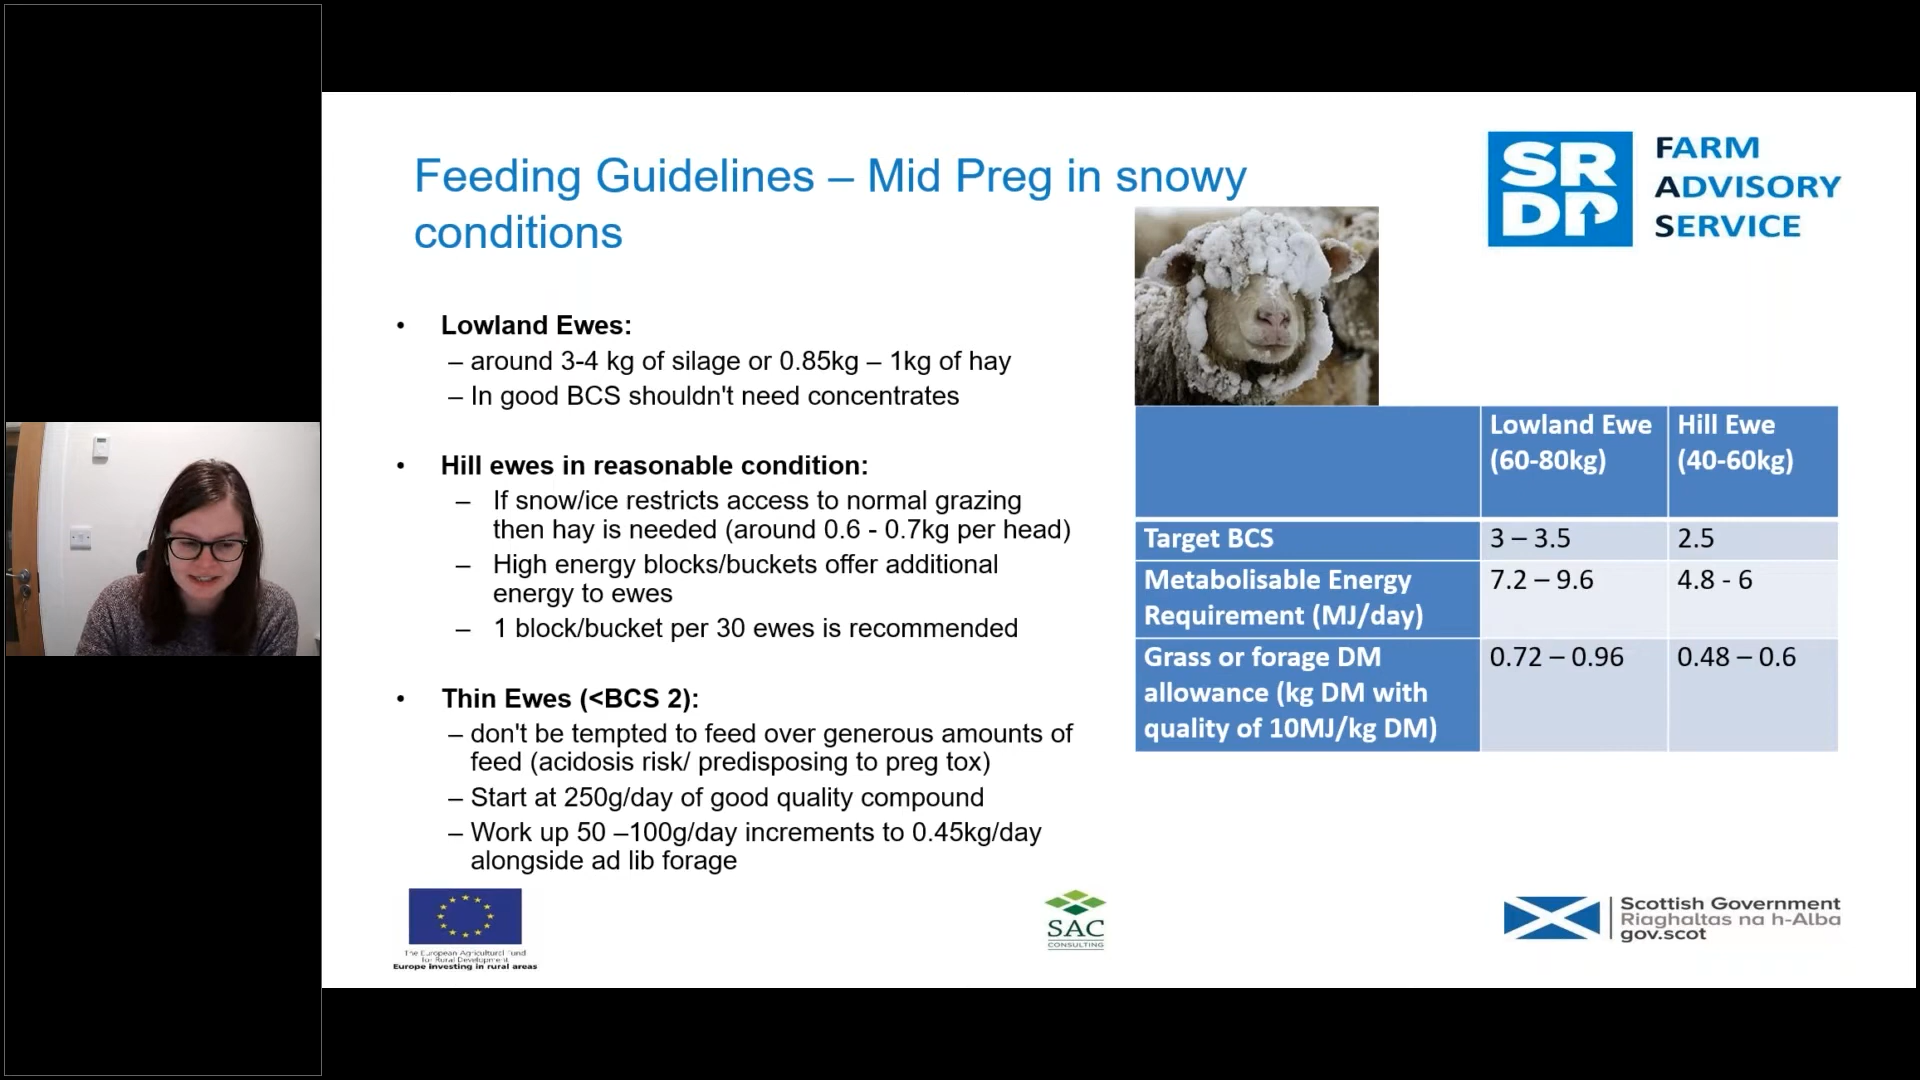 Feeding Guidelines – Mid Preg in snowy
conditions
SR
DP
FARM
ADVISORY
SERVICE
• Lowland Ewes:
– around 3-4 kg of silage or 0.85kg – 1kg of hay
– In good BCS shouldn't need concentrates
• Hill ewes in reasonable condition:
– If snow/ice restricts access to normal grazing
then hay is needed (around 0.6 - 0.7kg per head)
– High energy blocks/buckets offer additional
energy to ewes
– 1 block/bucket per 30 ewes is recommended
• Thin Ewes (<BCS 2):
– don't be tempted to feed over generous amounts of
feed (acidosis risk/ predisposing to preg tox)
– Start at 250g/day of good quality compound
– Work up 50 –100g/day increments to 0.45kg/day
alongside ad lib forage
Lowland Ewe
(60-80kg)
Hill Ewe
(40-60kg)
Target BCS
3 – 3.5
2.5
Metabolisable Energy
Requirement (MJ/day)
7.2 – 9.6
4.8 - 6
Grass or forage DM
allowance (kg DM with
quality of 10MJ/kg DM)
0.72 – 0.96
0.48 – 0.6
The European Agricultural Fund
for Rural Development
Europe investing in rural areas
SAC
CONSULTING
Scottish Government
Riaghaltas na h-Alba
gov.scot